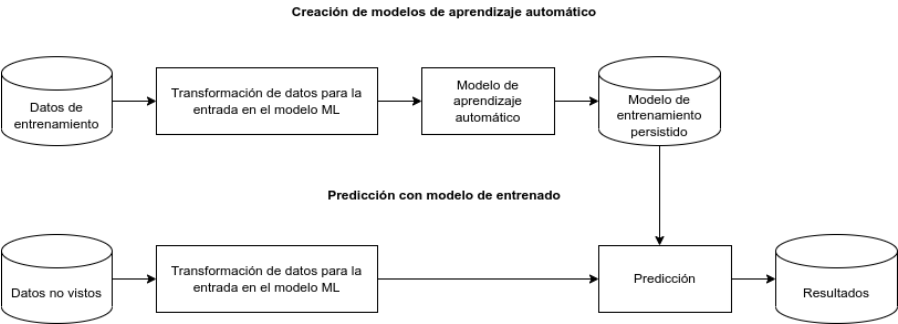 Creación de modelos de aprendizaje automático
Datos de
entrenamiento
Transformación de datos para la
entrada en el modelo ML
Modelo de
aprendizaje
automático
Modelo de
entrenamiento
persistido
Predicción con modelo de entrenado
Datos no vistos
Transformación de datos para la
entrada en el modelo ML
Predicción
Resultados